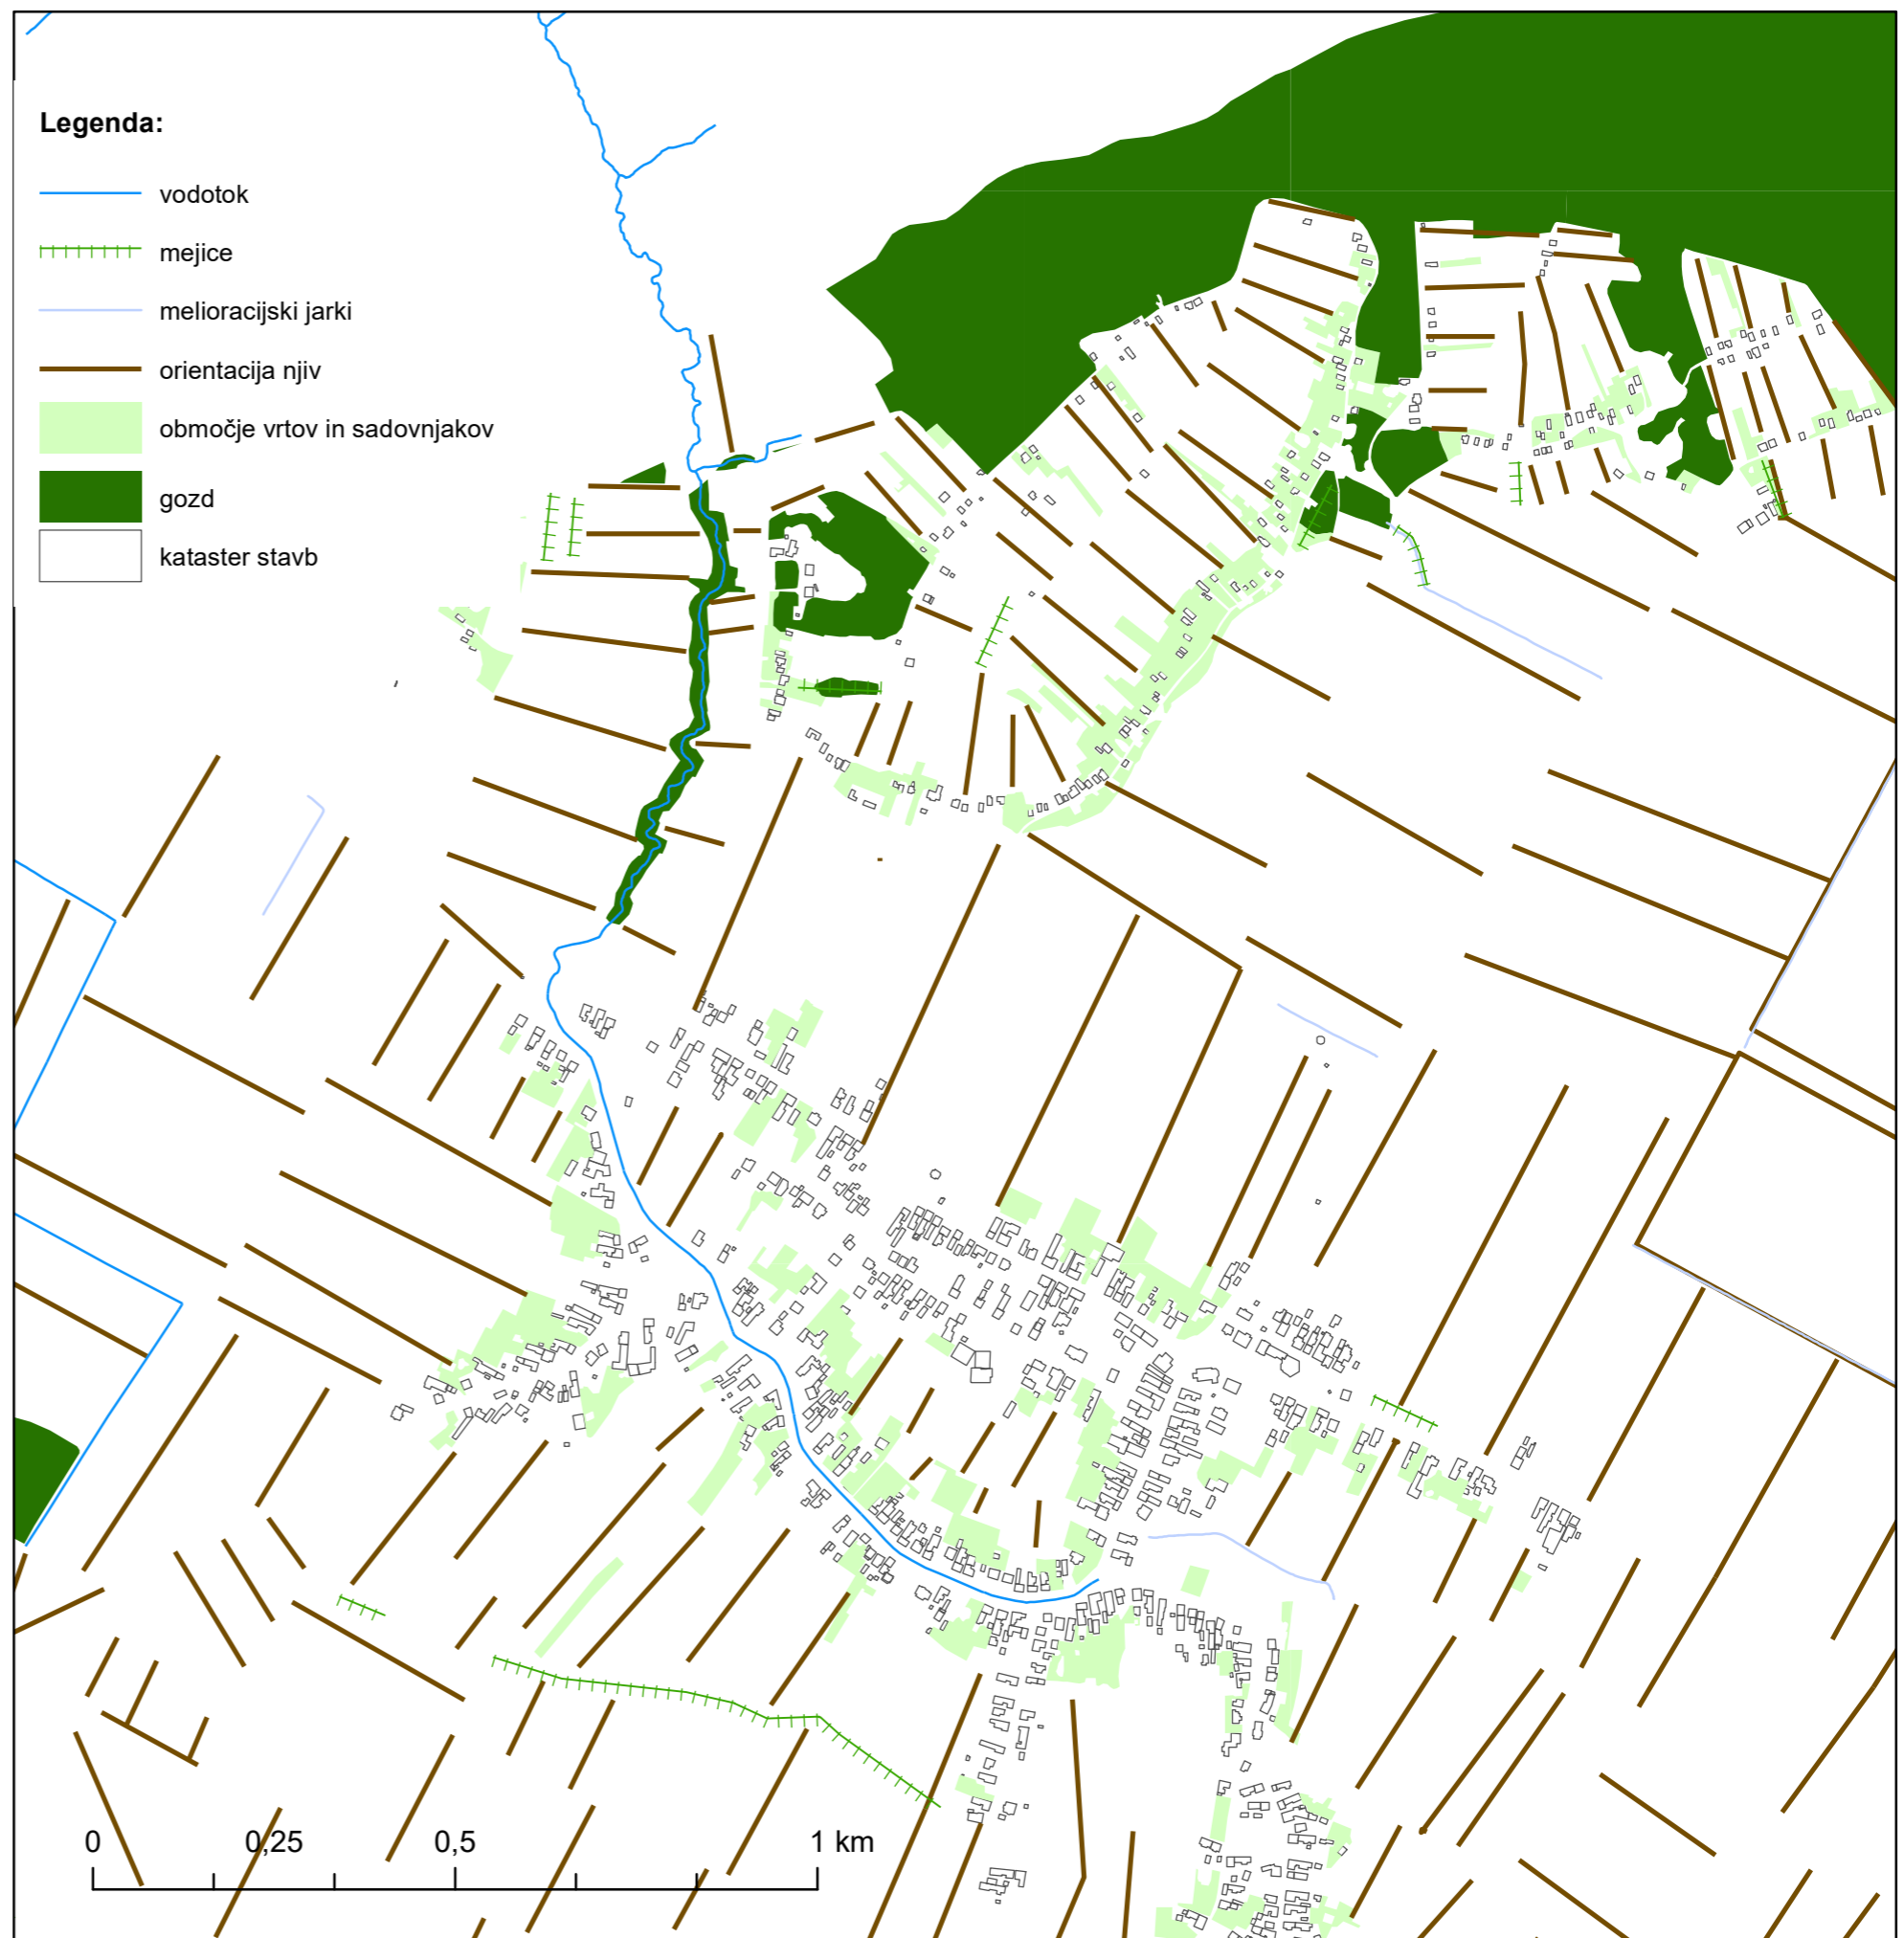 Legenda:
vodotok
mejice
melioracijski jarki
orientacija njiv
območje vrtov in sadovnjakov
gozd
kataster stavb
0 0,25 0,5 1 km